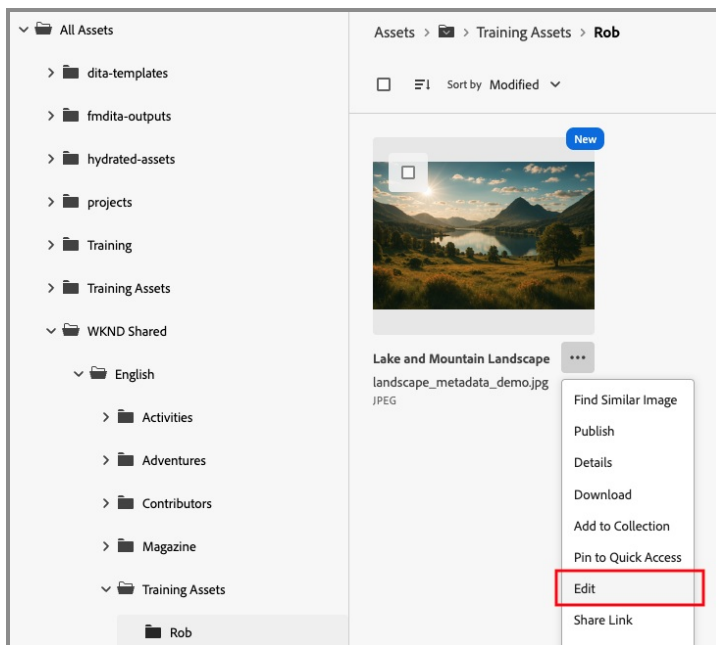 All Assets
dita-templates
fmdita-outputs
hydrated-assets
projects
Training
Training Assets
WKND Shared
English
Activities
Adventures
Contributors
Magazine
Training Assets
Rob
Assets > > Training Assets > Rob
Sort by Modified
New
Lake and Mountain Landscape
landscape_metadata_demo.jpg
JPEG
Find Similar Image
Publish
Details
Download
Add to Collection
Pin to Quick Access
Edit
Share Link